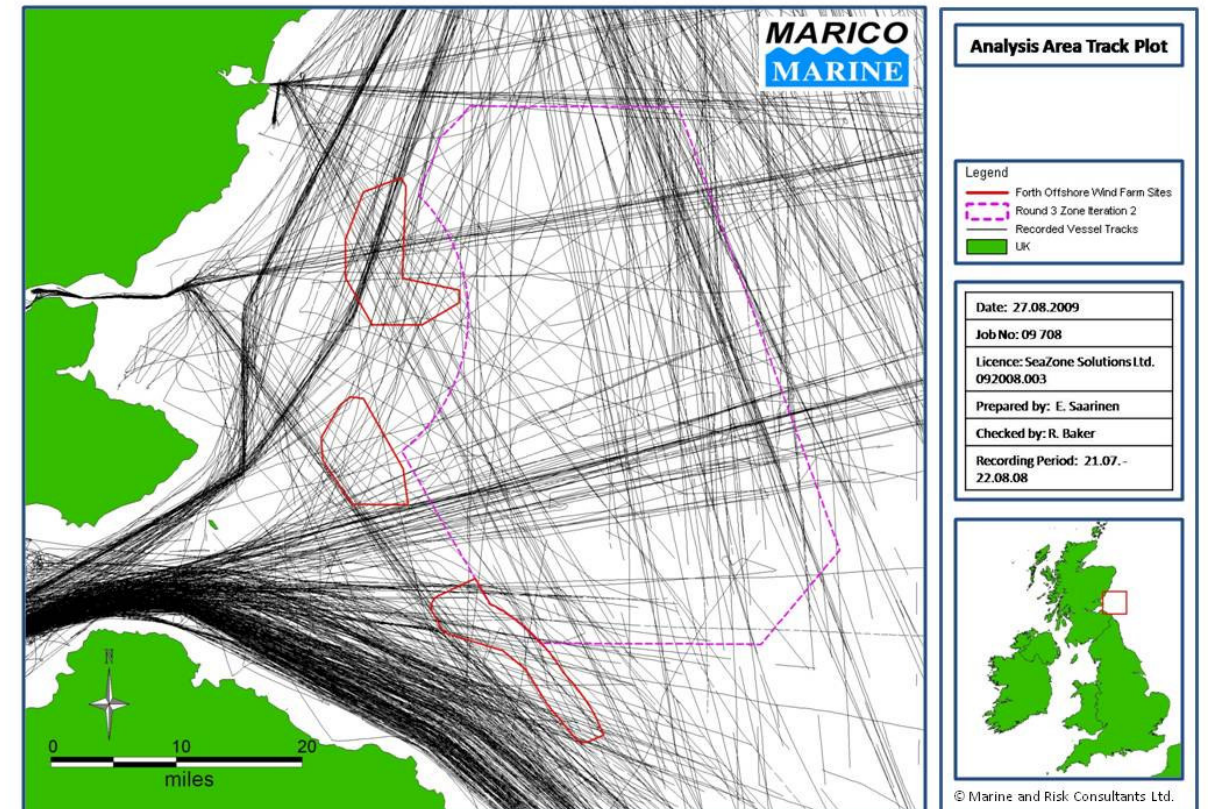 MARICO
MARINE
N
0 10 20
miles
Analysis Area Track Plot
Legend
Forth Offshore Wind Farm Sites
Round 3 Zone Iteration 2
Recorded Vessel Tracks
UK
Date: 27.08.2009
Job No: 09 708
Licence: SeaZone Solutions Ltd.
092008.003
Prepared by: E. Saarinen
Checked by: R. Baker
Recording Period: 21.07. -
22.08.08
© Marine and Risk Consultants Ltd.